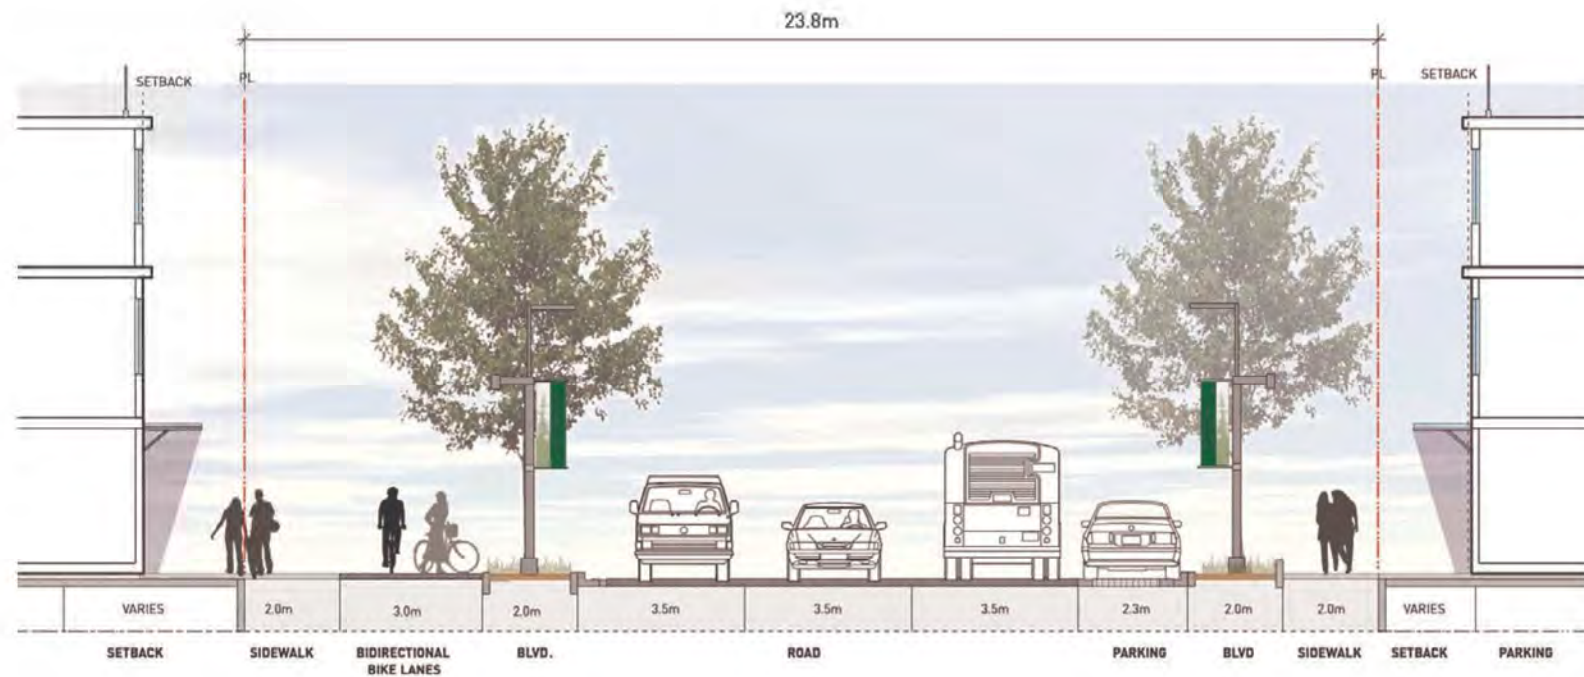 23.8m
SETBACK
PL
PL
SETBACK
VARIES
2.0m
3.0m
2.0m
3.5m
3.5m
3.5m
2.3m
2.0m
2.0m
VARIES
SETBACK
SIDEWALK
BIDIRECTIONAL
BIKE LANES
BLVD.
ROAD
PARKING
BLVD
SIDEWALK
SETBACK
PARKING